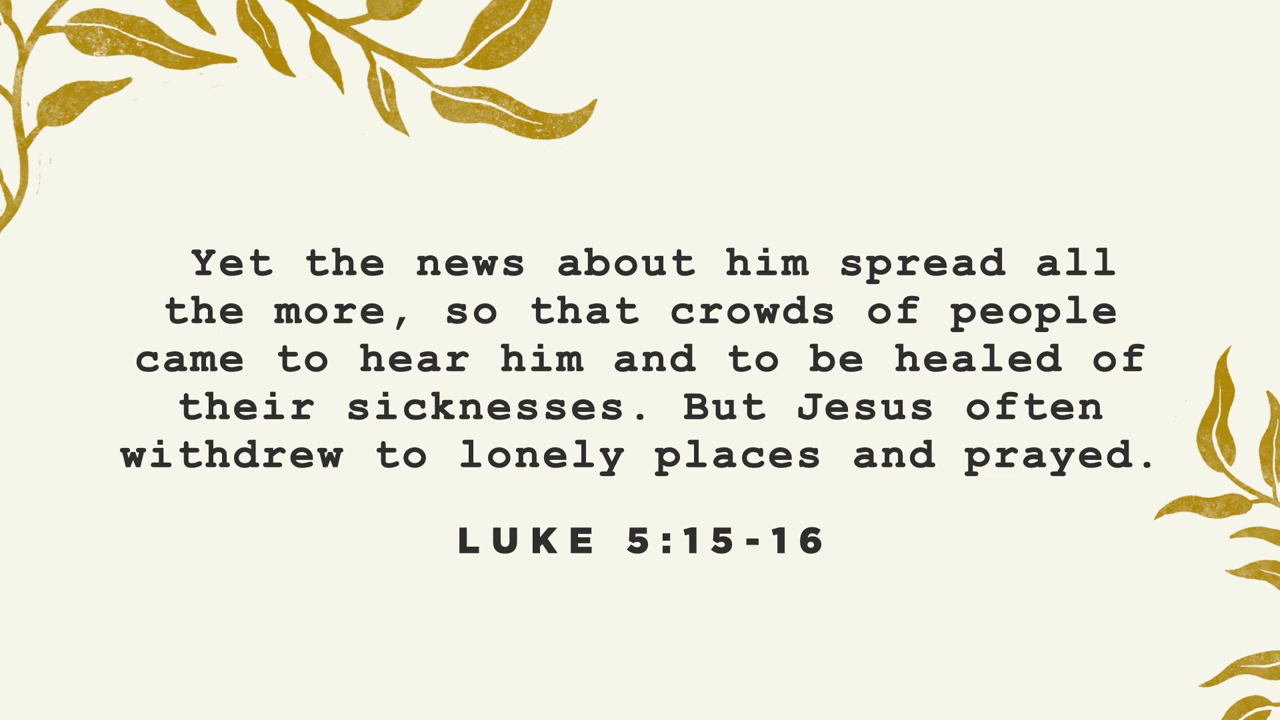 Yet the news about him spread all
the more, so that crowds of people
came to hear him and to be healed of
their sicknesses. But Jesus often
withdrew to lonely places and prayed.
LUKE 5:15-16